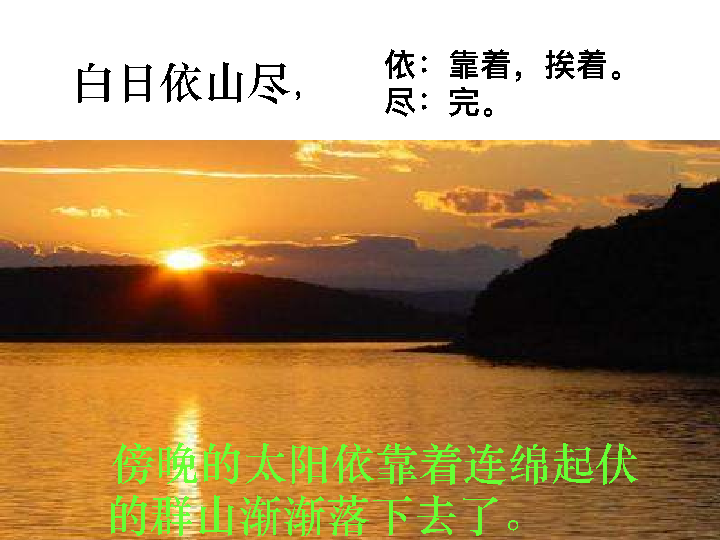 白日依山尽，
依：靠着，挨着。
尽：完。
傍晚的太阳依靠着连绵起伏
的群山渐渐落下去了。